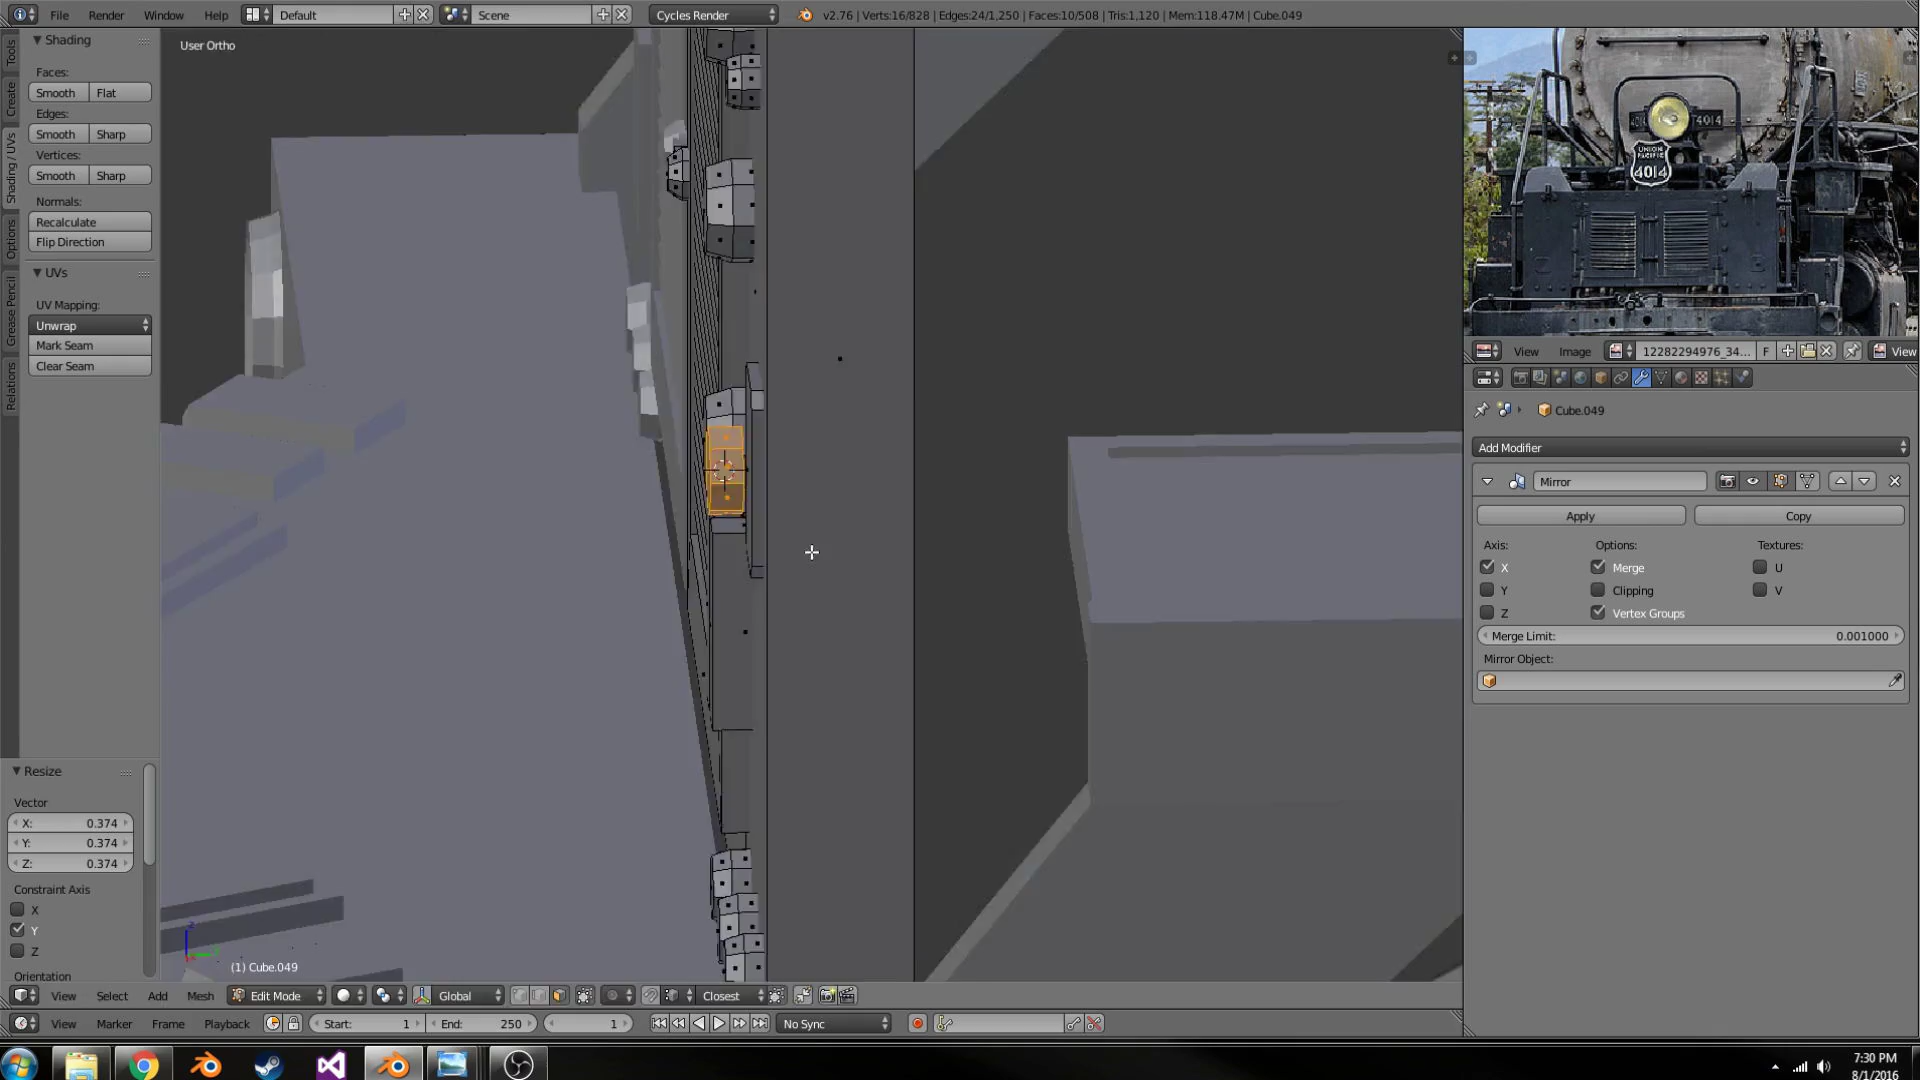 File Render Window Help Default Scene Cycles Render v2.76 | Verts:16/828 | Edges:24/1,250 | Faces:10/508 | Tris:1,120 | Mem:118.47M | Cube.049
Tools
Create
Shading / UVs
Options
Grease Pencil
Relations
Shading
Faces:
Smooth Flat
Edges:
Smooth Sharp
Vertices:
Smooth Sharp
Normals:
Recalculate
Flip Direction
UVs
UV Mapping:
Unwrap
Mark Seam
Clear Seam
Resize
Vector
X: 0.374
Y: 0.374
Z: 0.374
Constraint Axis
X
Y
Z
Orientation
User Ortho
(1) Cube.049
4014
UNION
PACIFIC
4014
View Image 12282294976_34... F View
Cube.049
Add Modifier
Mirror
Apply Copy
Axis: Options: Textures:
X Merge U
Y Clipping V
Z Vertex Groups
Merge Limit: 0.001000
Mirror Object:
View Select Add Mesh Edit Mode Global Closest
View Marker Frame Playback Start: 1 End: 250 1 No Sync
7:30 PM
8/1/2016